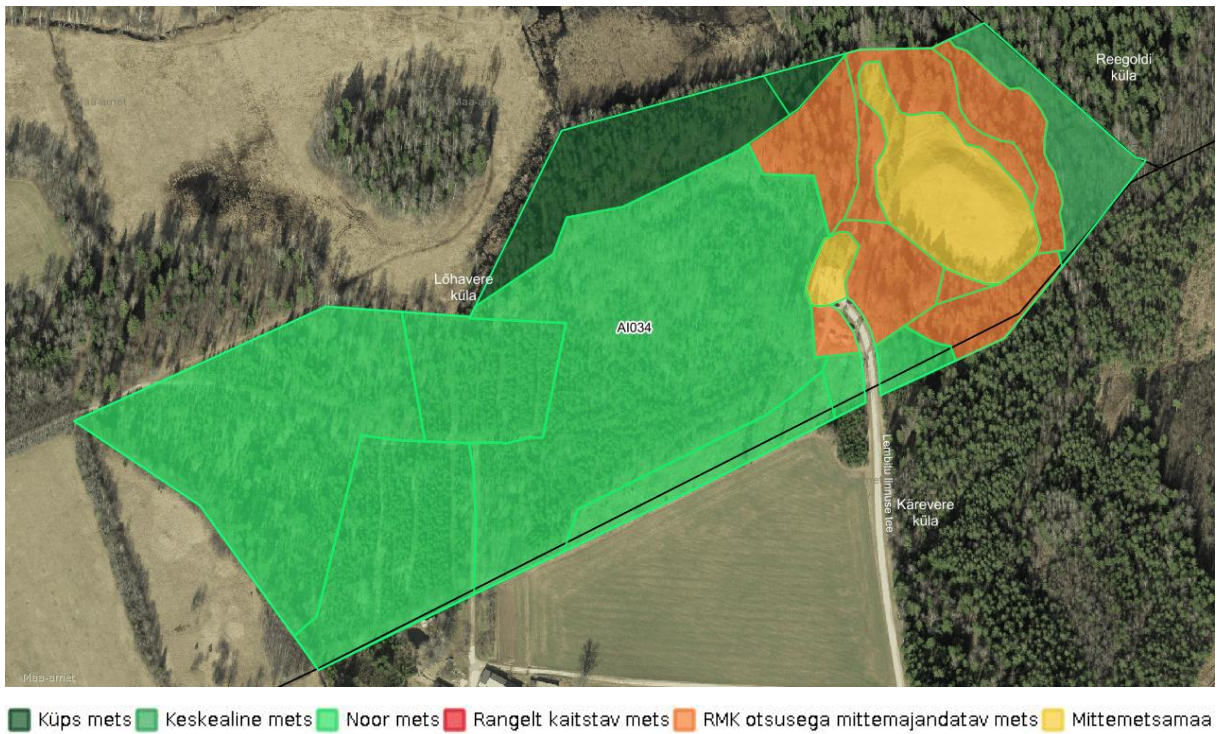 Reegoldi
küla
Maa-amet
Maa-amet
Lõhavere
küla
AI034
Lembitu linnuse tee
Kärevere
küla
Maa-amet
Küps mets Keskealine mets Noor mets Rangelt kaitstav mets RMK otsusega mittemajandatav mets Mittemetsamaa